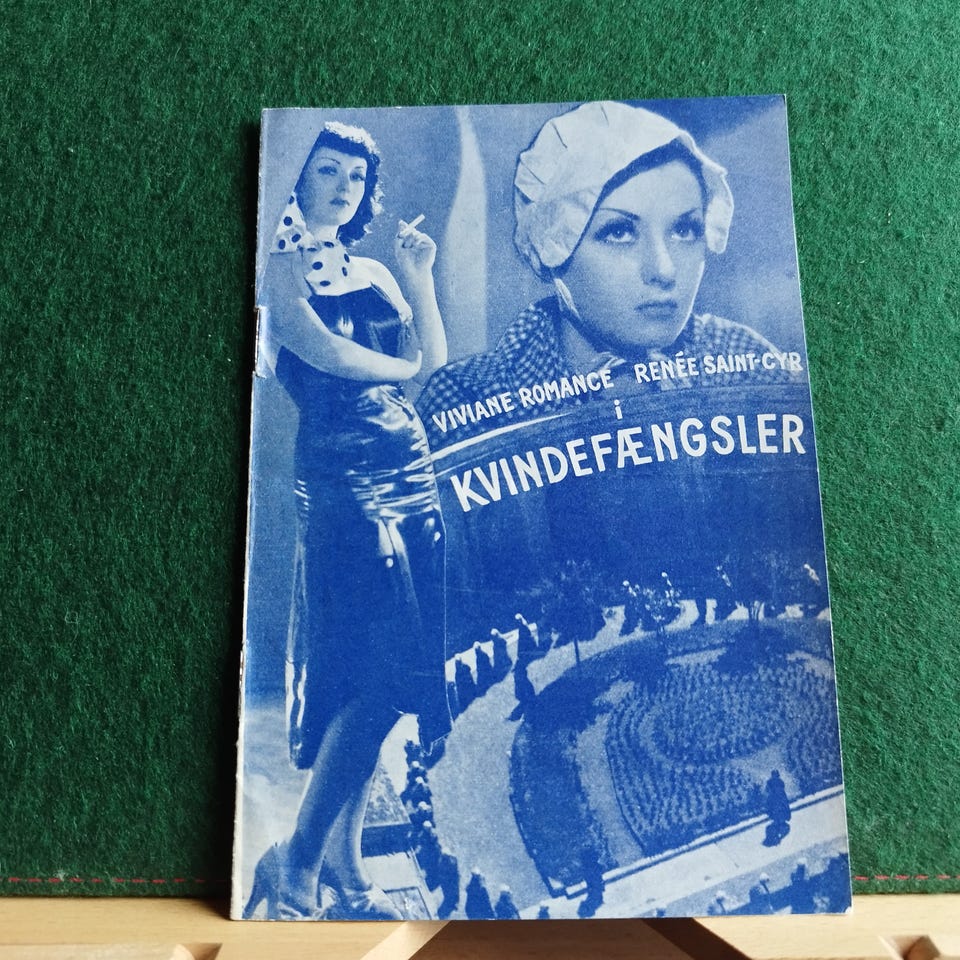 VIVIANE ROMANCE RENÉE SAINT-CYR
i
KVINDEFÆNGSLER